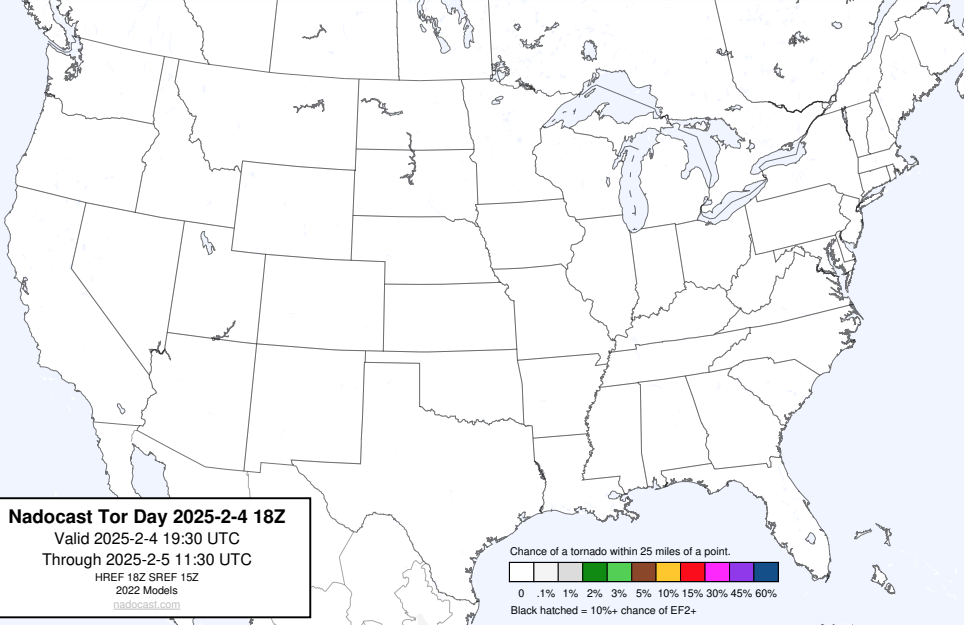 Nadocast Tor Day 2025-2-4 18Z
Valid 2025-2-4 19:30 UTC
Through 2025-2-5 11:30 UTC
HREF 18Z SREF 15Z
2022 Models
nadocast.com
Chance of a tornado within 25 miles of a point.
0 .1% 1% 2% 3% 5% 10% 15% 30% 45% 60%
Black hatched = 10%+ chance of EF2+